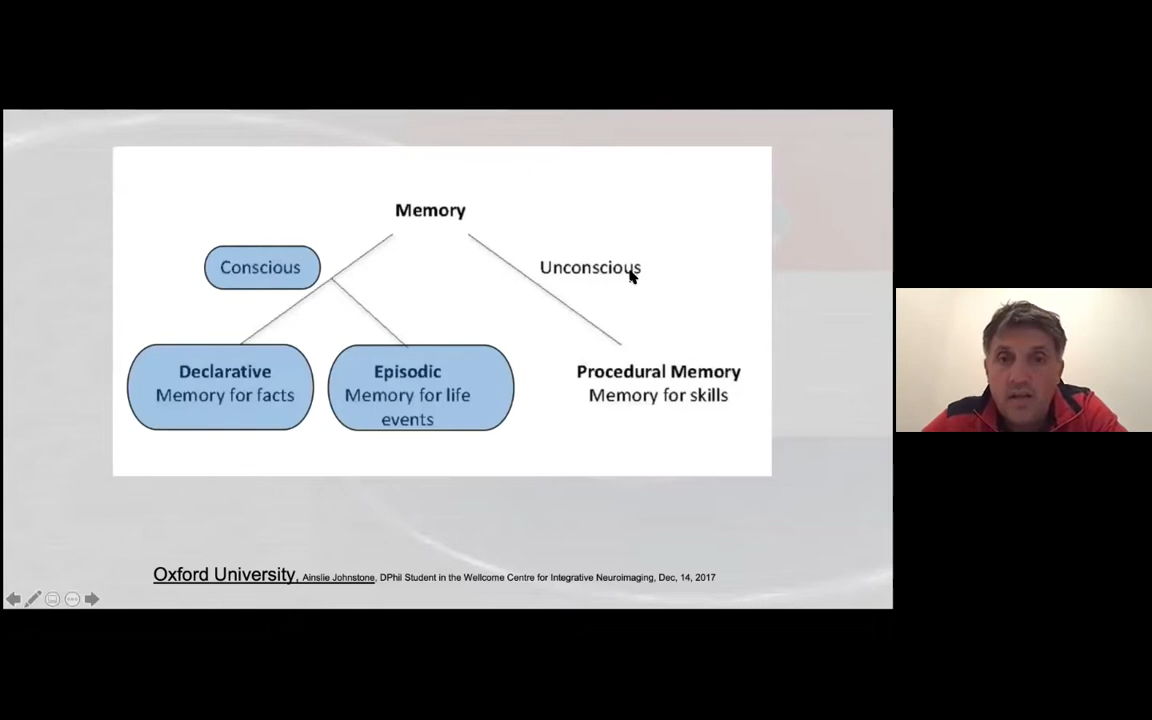 Memory
Conscious
Unconscious
Declarative
Memory for facts
Episodic
Memory for life
events
Procedural Memory
Memory for skills
Oxford University, Ainslie Johnstone, DPhil Student in the Wellcome Centre for Integrative Neuroimaging, Dec, 14, 2017